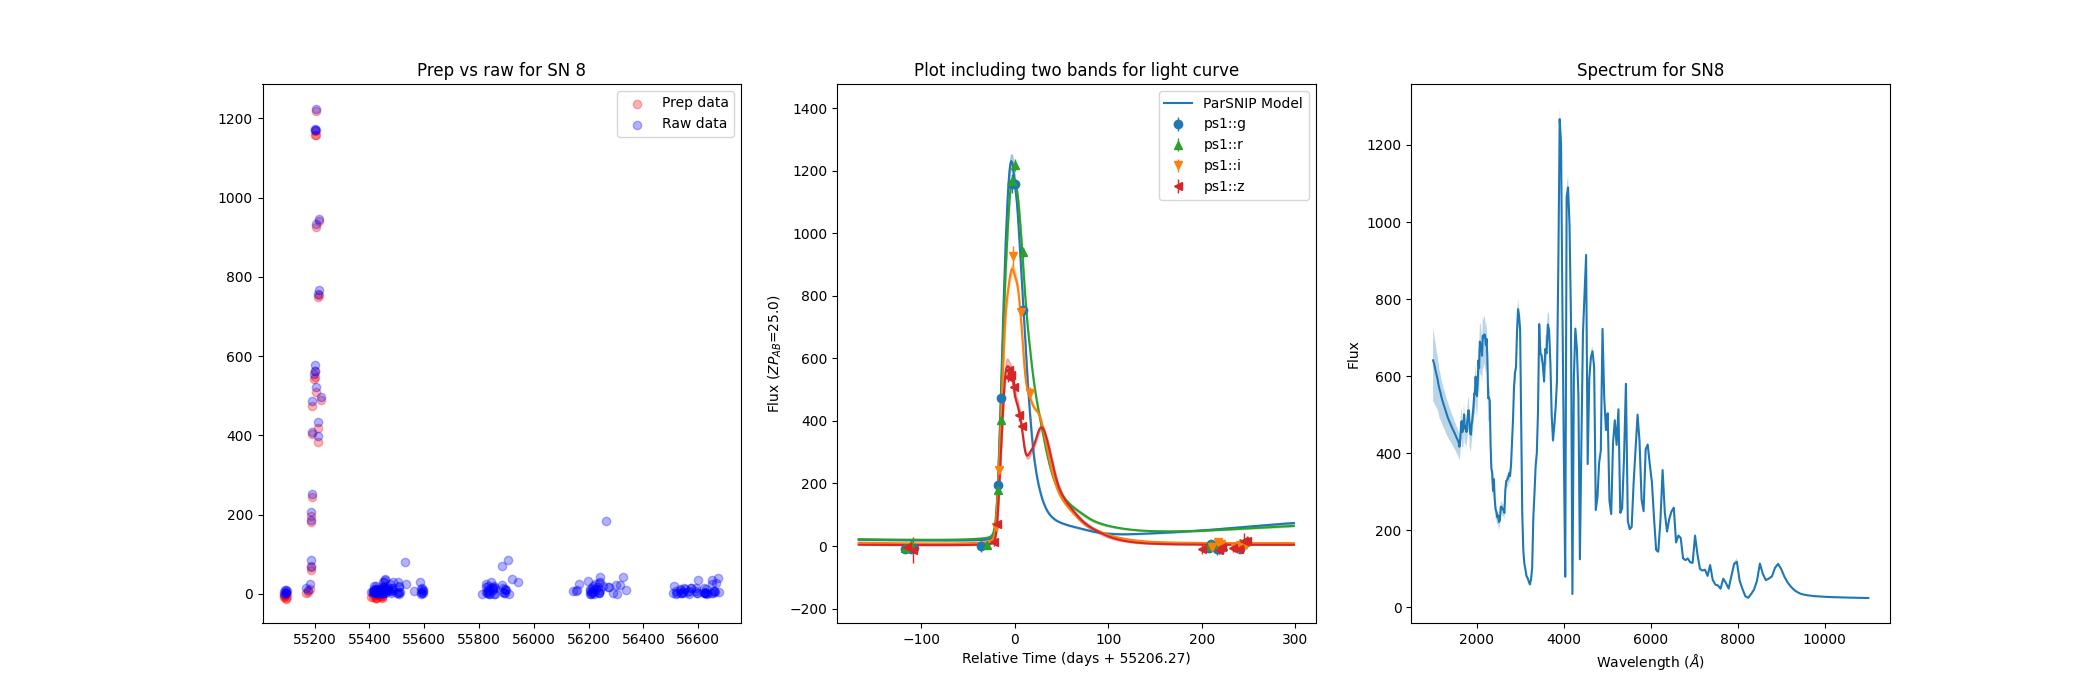 Prep vs raw for SN 8
Prep data
Raw data
1200
1000
800
600
400
200
0
55200 55400 55600 55800 56000 56200 56400 56600
Plot including two bands for light curve
ParSNIP Model
ps1::g
ps1::r
ps1::i
ps1::z
Flux (ZP_AB=25.0)
1400
1200
1000
800
600
400
200
0
−200
−100 0 100 200 300
Relative Time (days + 55206.27)
Spectrum for SN8
Flux
1200
1000
800
600
400
200
0
2000 4000 6000 8000 10000
Wavelength (Å)